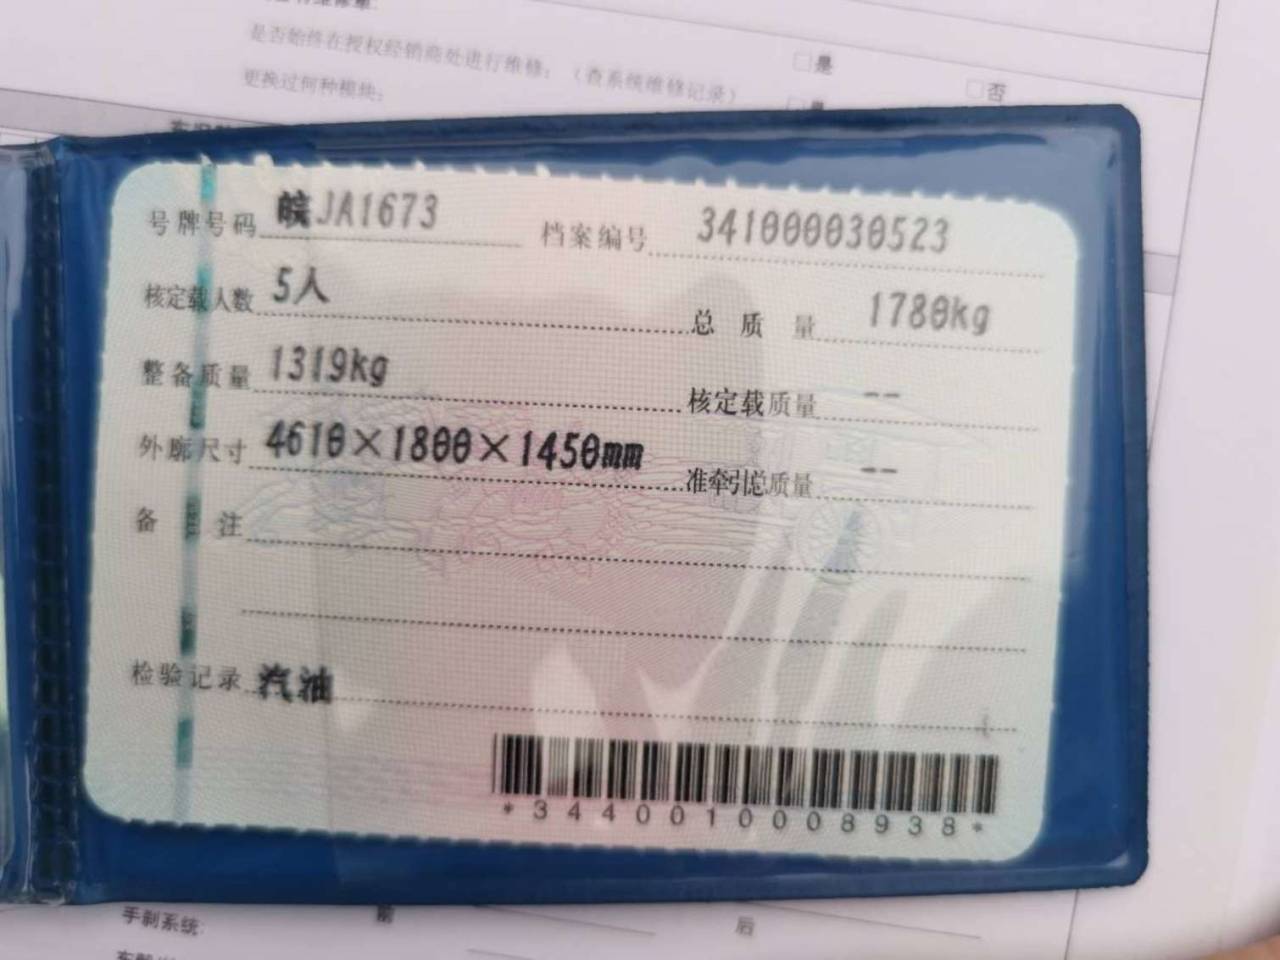 是否始终在授权经销商处进行维修：（查系统维修记录） □是 □否
更换过何种模块：
号牌号码 皖JA1673 档案编号 341000030523
核定载人数 5人 总质量 1780kg
整备质量 1319kg 核定载质量 --
外廓尺寸 4610×1800×1450mm 准牵引总质量 --
备注
检验记录 汽油
*3440010008938*
手制系统: 前 后